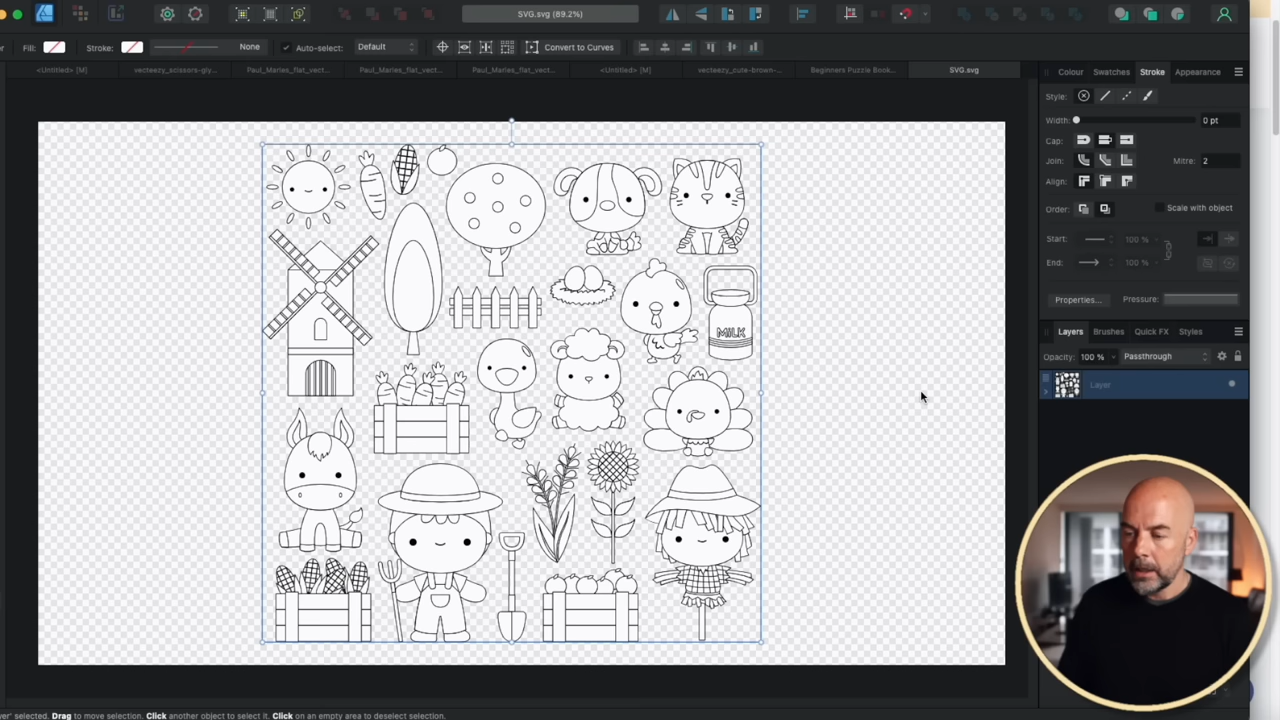 SVG.svg (89.2%)
Fill:
Stroke:
None
Auto-select:
Default
Convert to Curves
<Untitled> [M]
vecteezy_scissors-gly...
Paul_Maries_flat_vect...
Paul_Maries_flat_vect...
Paul_Maries_flat_vect...
<Untitled> [M]
vecteezy_cute-brown-...
Beginners Puzzle Book...
SVG.svg
Colour
Swatches
Stroke
Appearance
Style:
Width:
0 pt
Cap:
Join:
Mitre:
2
Align:
Order:
Scale with object
Start:
100 %
End:
100 %
Properties...
Pressure:
Layers
Brushes
Quick FX
Styles
Opacity:
100 %
Passthrough
Layer
MILK
er' selected. Drag to move selection. Click another object to select it. Click on an empty area to deselect selection.